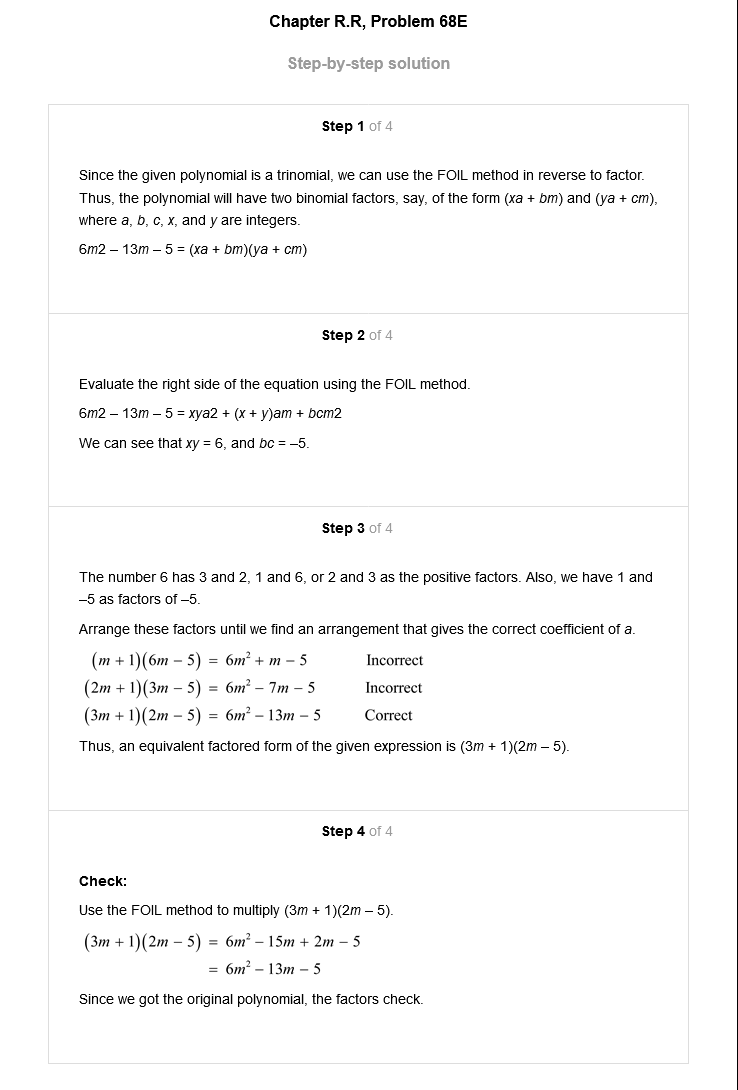 Chapter R.R, Problem 68E
Step-by-step solution
Step 1 of 4
Since the given polynomial is a trinomial, we can use the FOIL method in reverse to factor.
Thus, the polynomial will have two binomial factors, say, of the form (xa + bm) and (ya + cm),
where a, b, c, x, and y are integers.
6m2 – 13m – 5 = (xa + bm)(ya + cm)
Step 2 of 4
Evaluate the right side of the equation using the FOIL method.
6m2 – 13m – 5 = xya2 + (x + y)am + bcm2
We can see that xy = 6, and bc = –5.
Step 3 of 4
The number 6 has 3 and 2, 1 and 6, or 2 and 3 as the positive factors. Also, we have 1 and
–5 as factors of –5.
Arrange these factors until we find an arrangement that gives the correct coefficient of a.
(m + 1)(6m − 5) = 6m² + m − 5 Incorrect
(2m + 1)(3m − 5) = 6m² − 7m − 5 Incorrect
(3m + 1)(2m − 5) = 6m² − 13m − 5 Correct
Thus, an equivalent factored form of the given expression is (3m + 1)(2m – 5).
Step 4 of 4
Check:
Use the FOIL method to multiply (3m + 1)(2m – 5).
(3m + 1)(2m − 5) = 6m² − 15m + 2m − 5
= 6m² − 13m − 5
Since we got the original polynomial, the factors check.